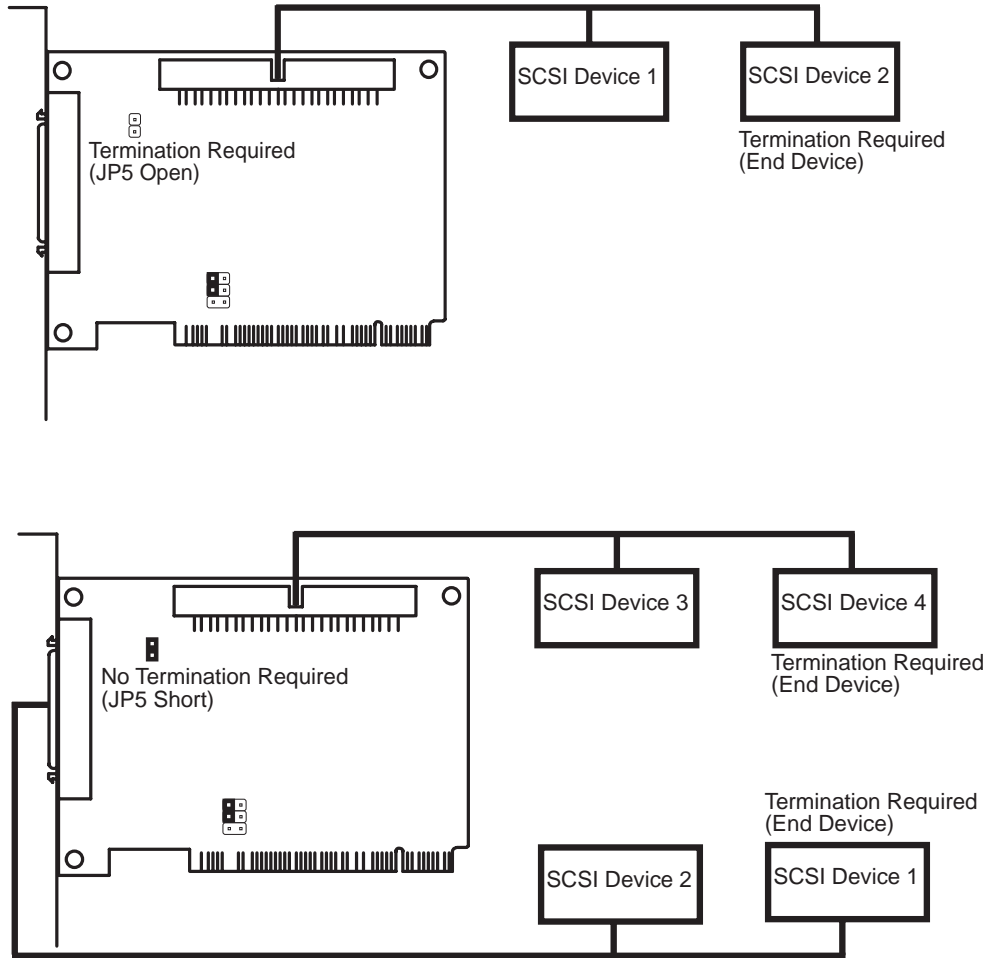 SCSI Device 1
SCSI Device 2
Termination Required
(End Device)
Termination Required
(JP5 Open)
SCSI Device 3
SCSI Device 4
Termination Required
(End Device)
No Termination Required
(JP5 Short)
Termination Required
(End Device)
SCSI Device 2
SCSI Device 1